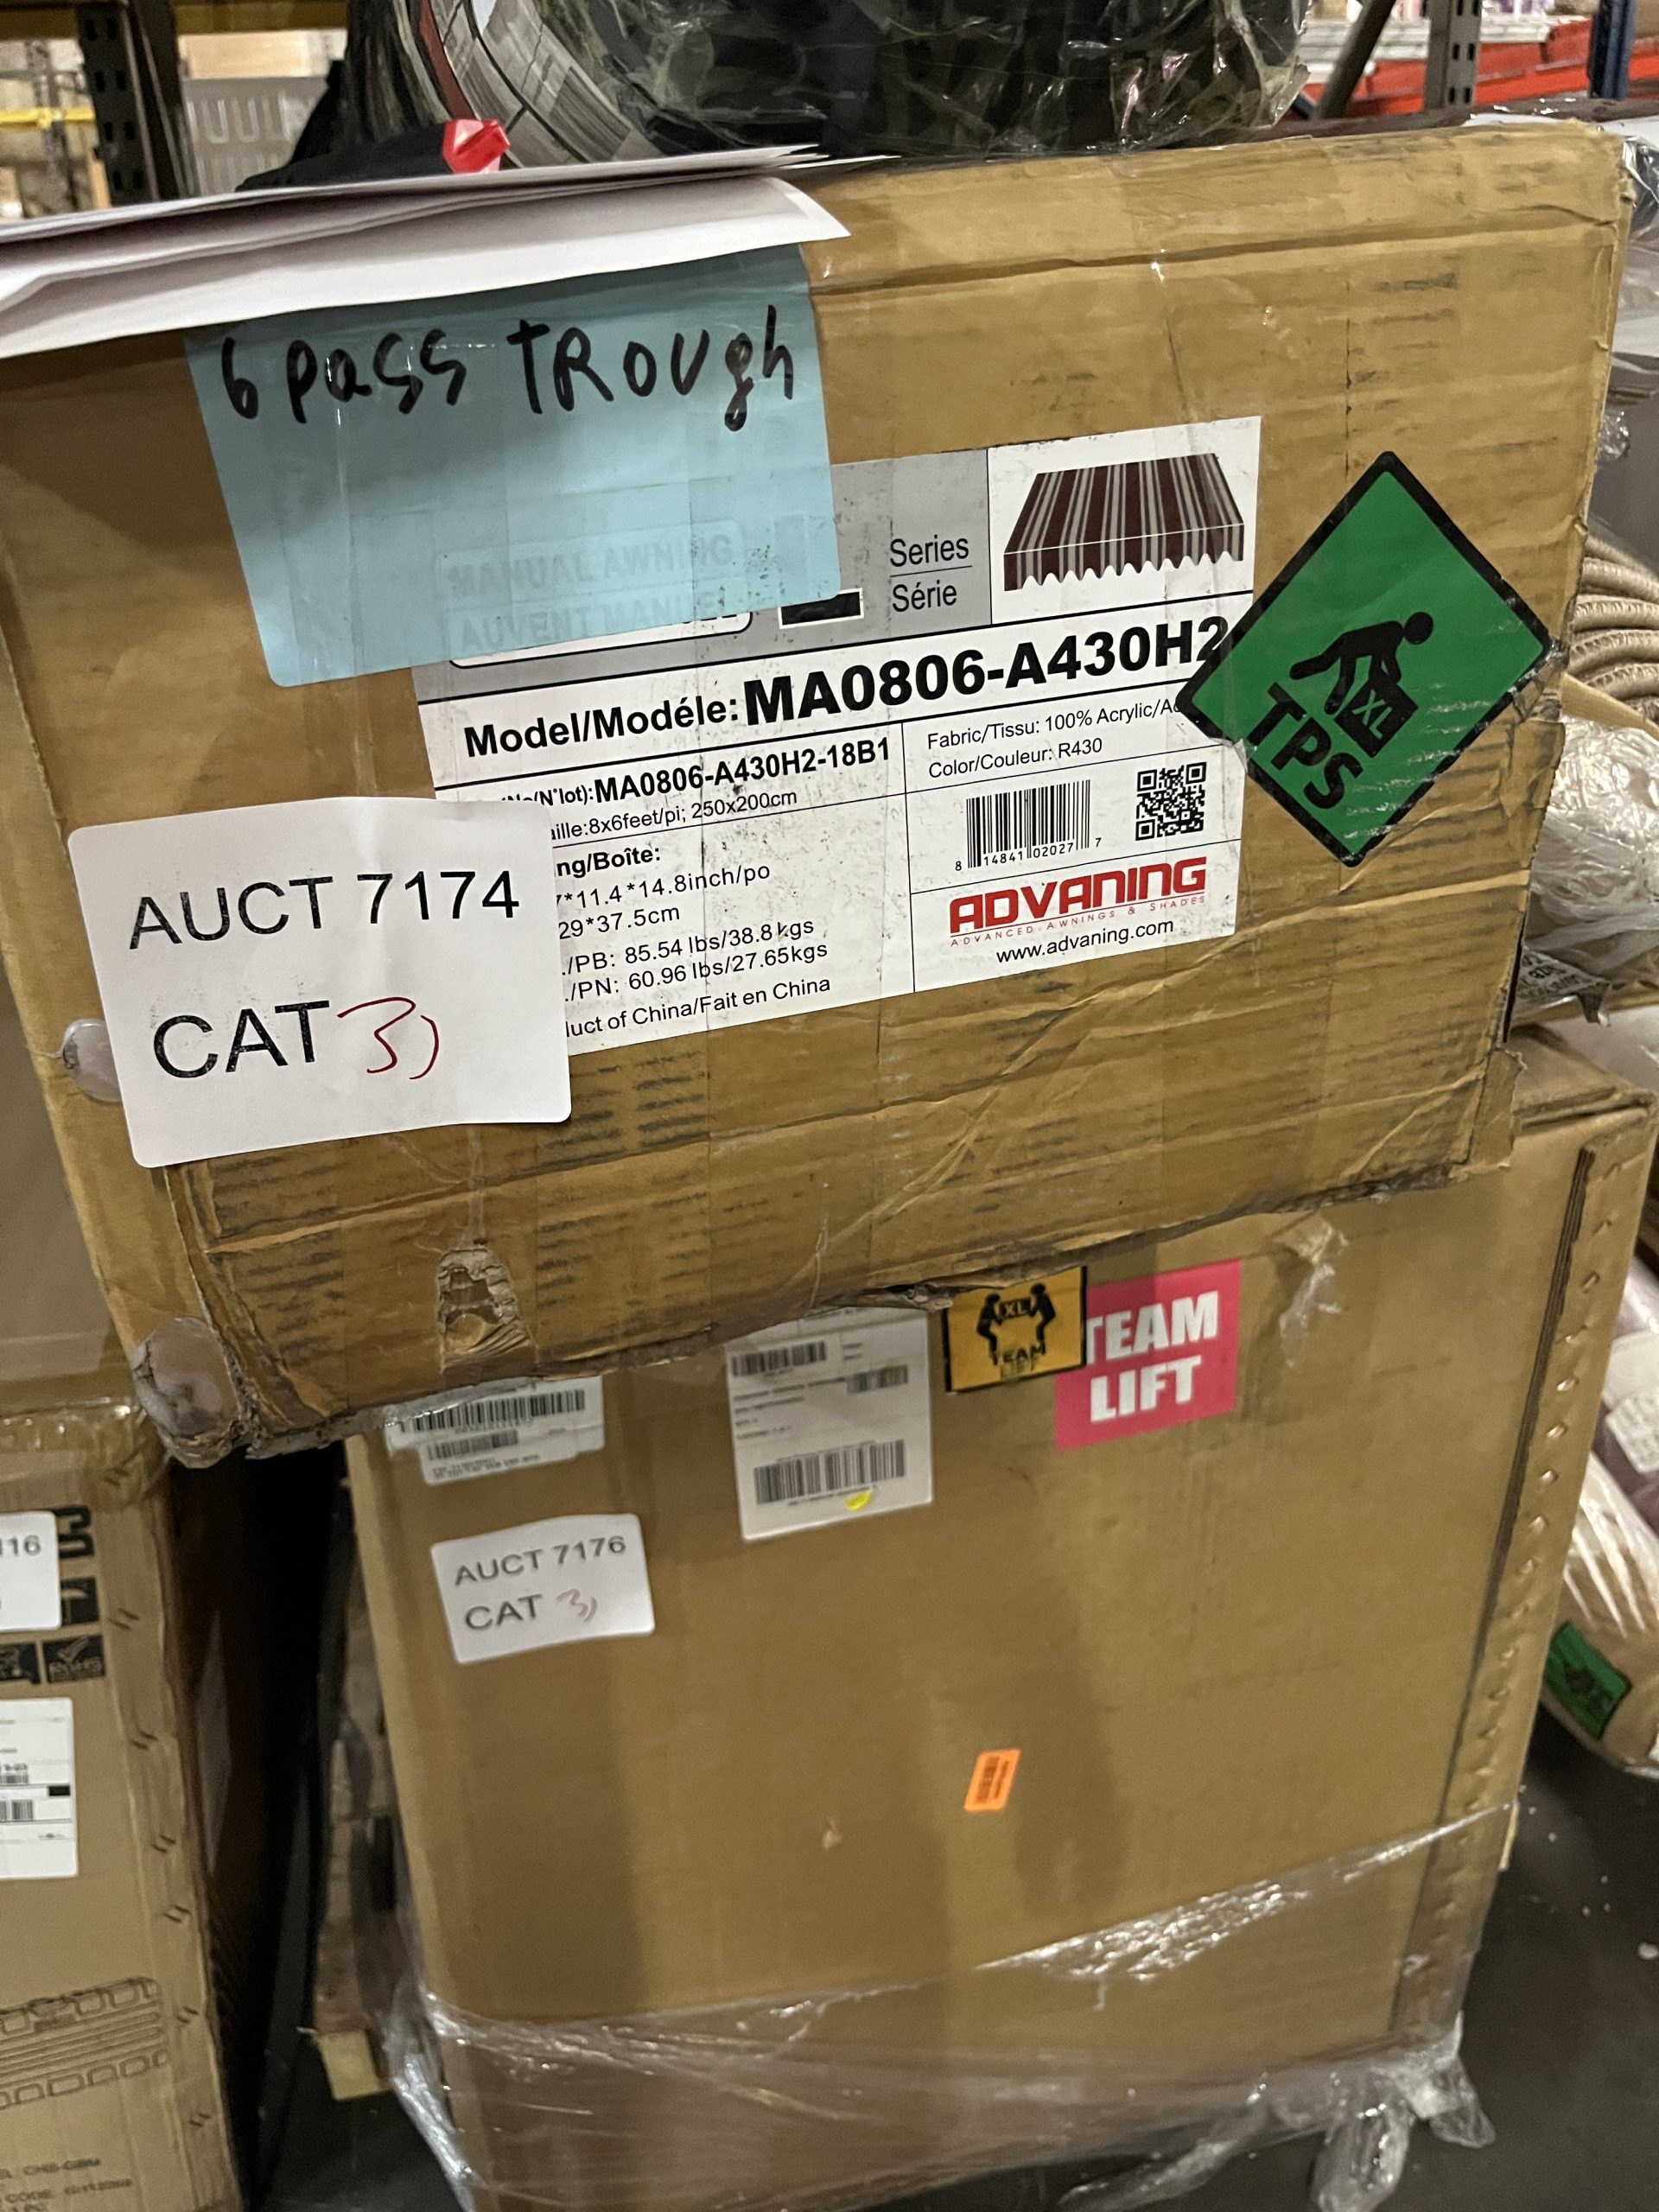 6 pass TROUgh
MANUAL AWNING
AUVENT MANUEL
Series
Série
Model/Modéle: MA0806-A430H2
(N°lot): MA0806-A430H2-18B1
aille: 8x6feet/pi; 250x200cm
ng/Boîte:
*11.4*14.8inch/po
29*37.5cm
./PB: 85.54 lbs/38.8 kgs
./PN: 60.96 lbs/27.65kgs
duct of China/Fait en China
Fabric/Tissu: 100% Acrylic/Ac
Color/Couleur: R430
8 14841 02027 7
ADVANING
ADVANCED AWNINGS & SHADES
www.advaning.com
XL
TPS
AUCT 7174
CAT 3)
XL
TEAM
TEAM
LIFT
AUCT 7176
CAT 3)
116